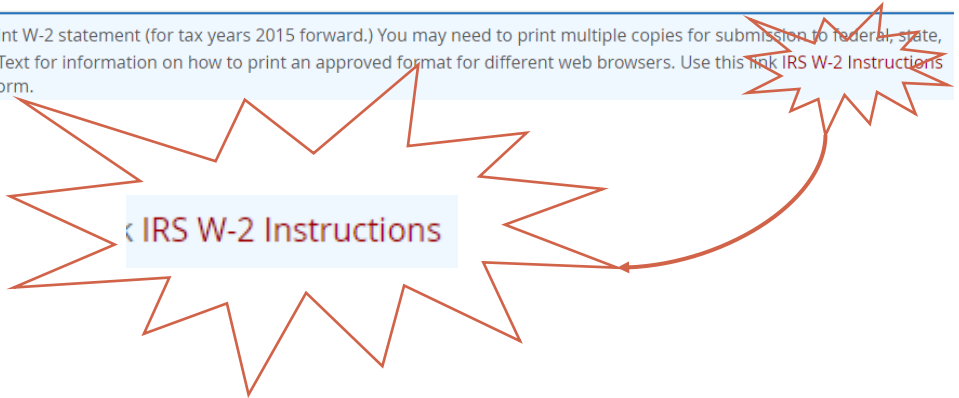 nt W-2 statement (for tax years 2015 forward.) You may need to print multiple copies for submission to federal, state,
Text for information on how to print an approved format for different web browsers. Use this link IRS W-2 Instructions
orm.
k IRS W-2 Instructions